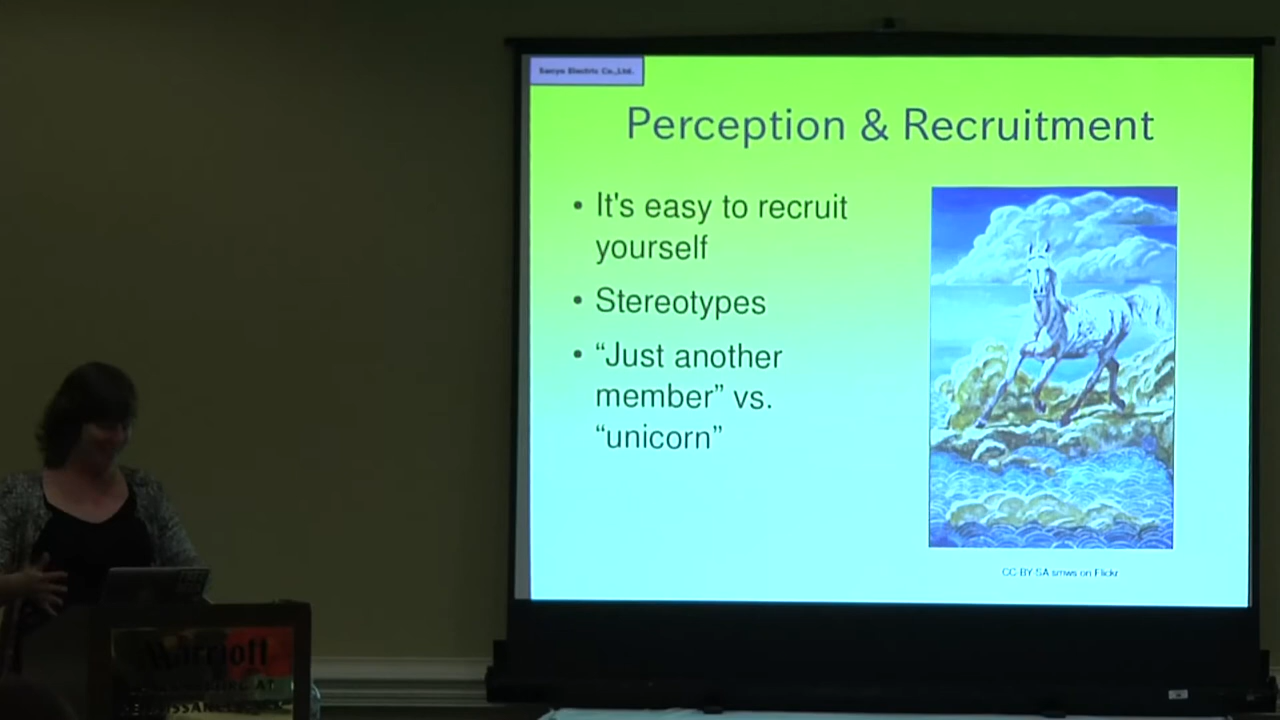 Sanyo Electric Co.,Ltd.
Perception & Recruitment
• It's easy to recruit
yourself
• Stereotypes
• “Just another
member” vs.
“unicorn”
CC BY SA smws on Flickr
Marriott